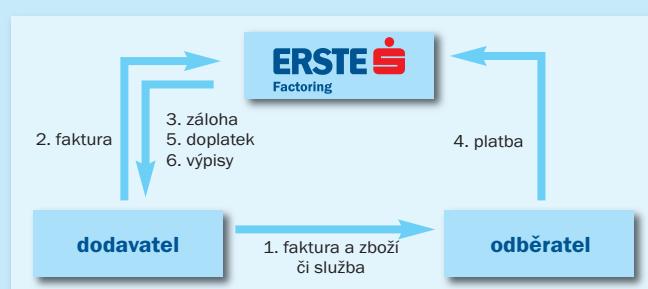 ERSTE
Factoring
2. faktura
3. záloha
5. doplatek
6. výpisy
4. platba
dodavatel
1. faktura a zboží
či služba
odběratel